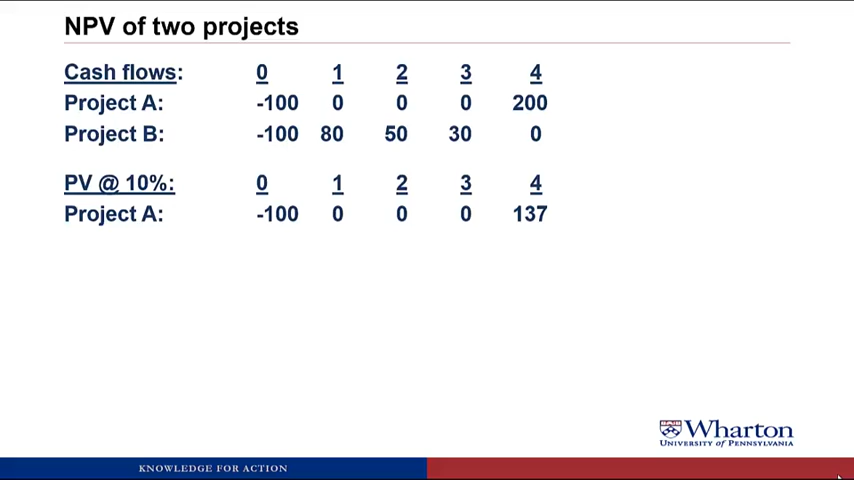 NPV of two projects
Cash flows: 0 1 2 3 4
Project A: -100 0 0 0 200
Project B: -100 80 50 30 0
PV @ 10%: 0 1 2 3 4
Project A: -100 0 0 0 137
Wharton
UNIVERSITY of PENNSYLVANIA
KNOWLEDGE FOR ACTION